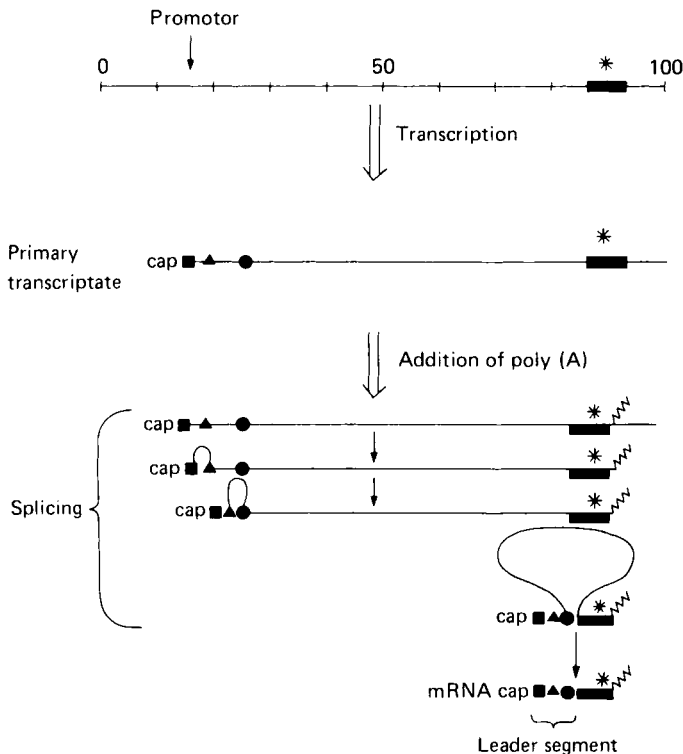 Promotor
0 50 100
*
Transcription
*
Primary
transcriptate
cap
Addition of poly (A)
cap *
cap *
Splicing
cap *
cap *
mRNA cap *
Leader segment